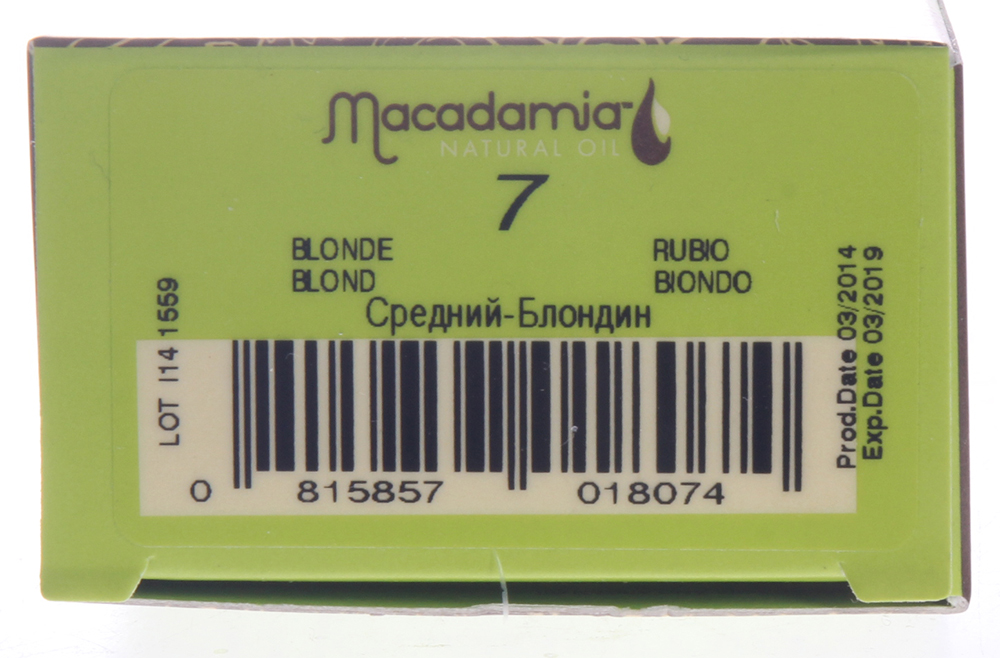 Macadamia
NATURAL OIL
7
BLONDE
BLOND
RUBIO
BIONDO
Средний-Блондин
LOT I14 1559
Prod.Date 03/2014
Exp.Date 03/2019
0 815857 018074